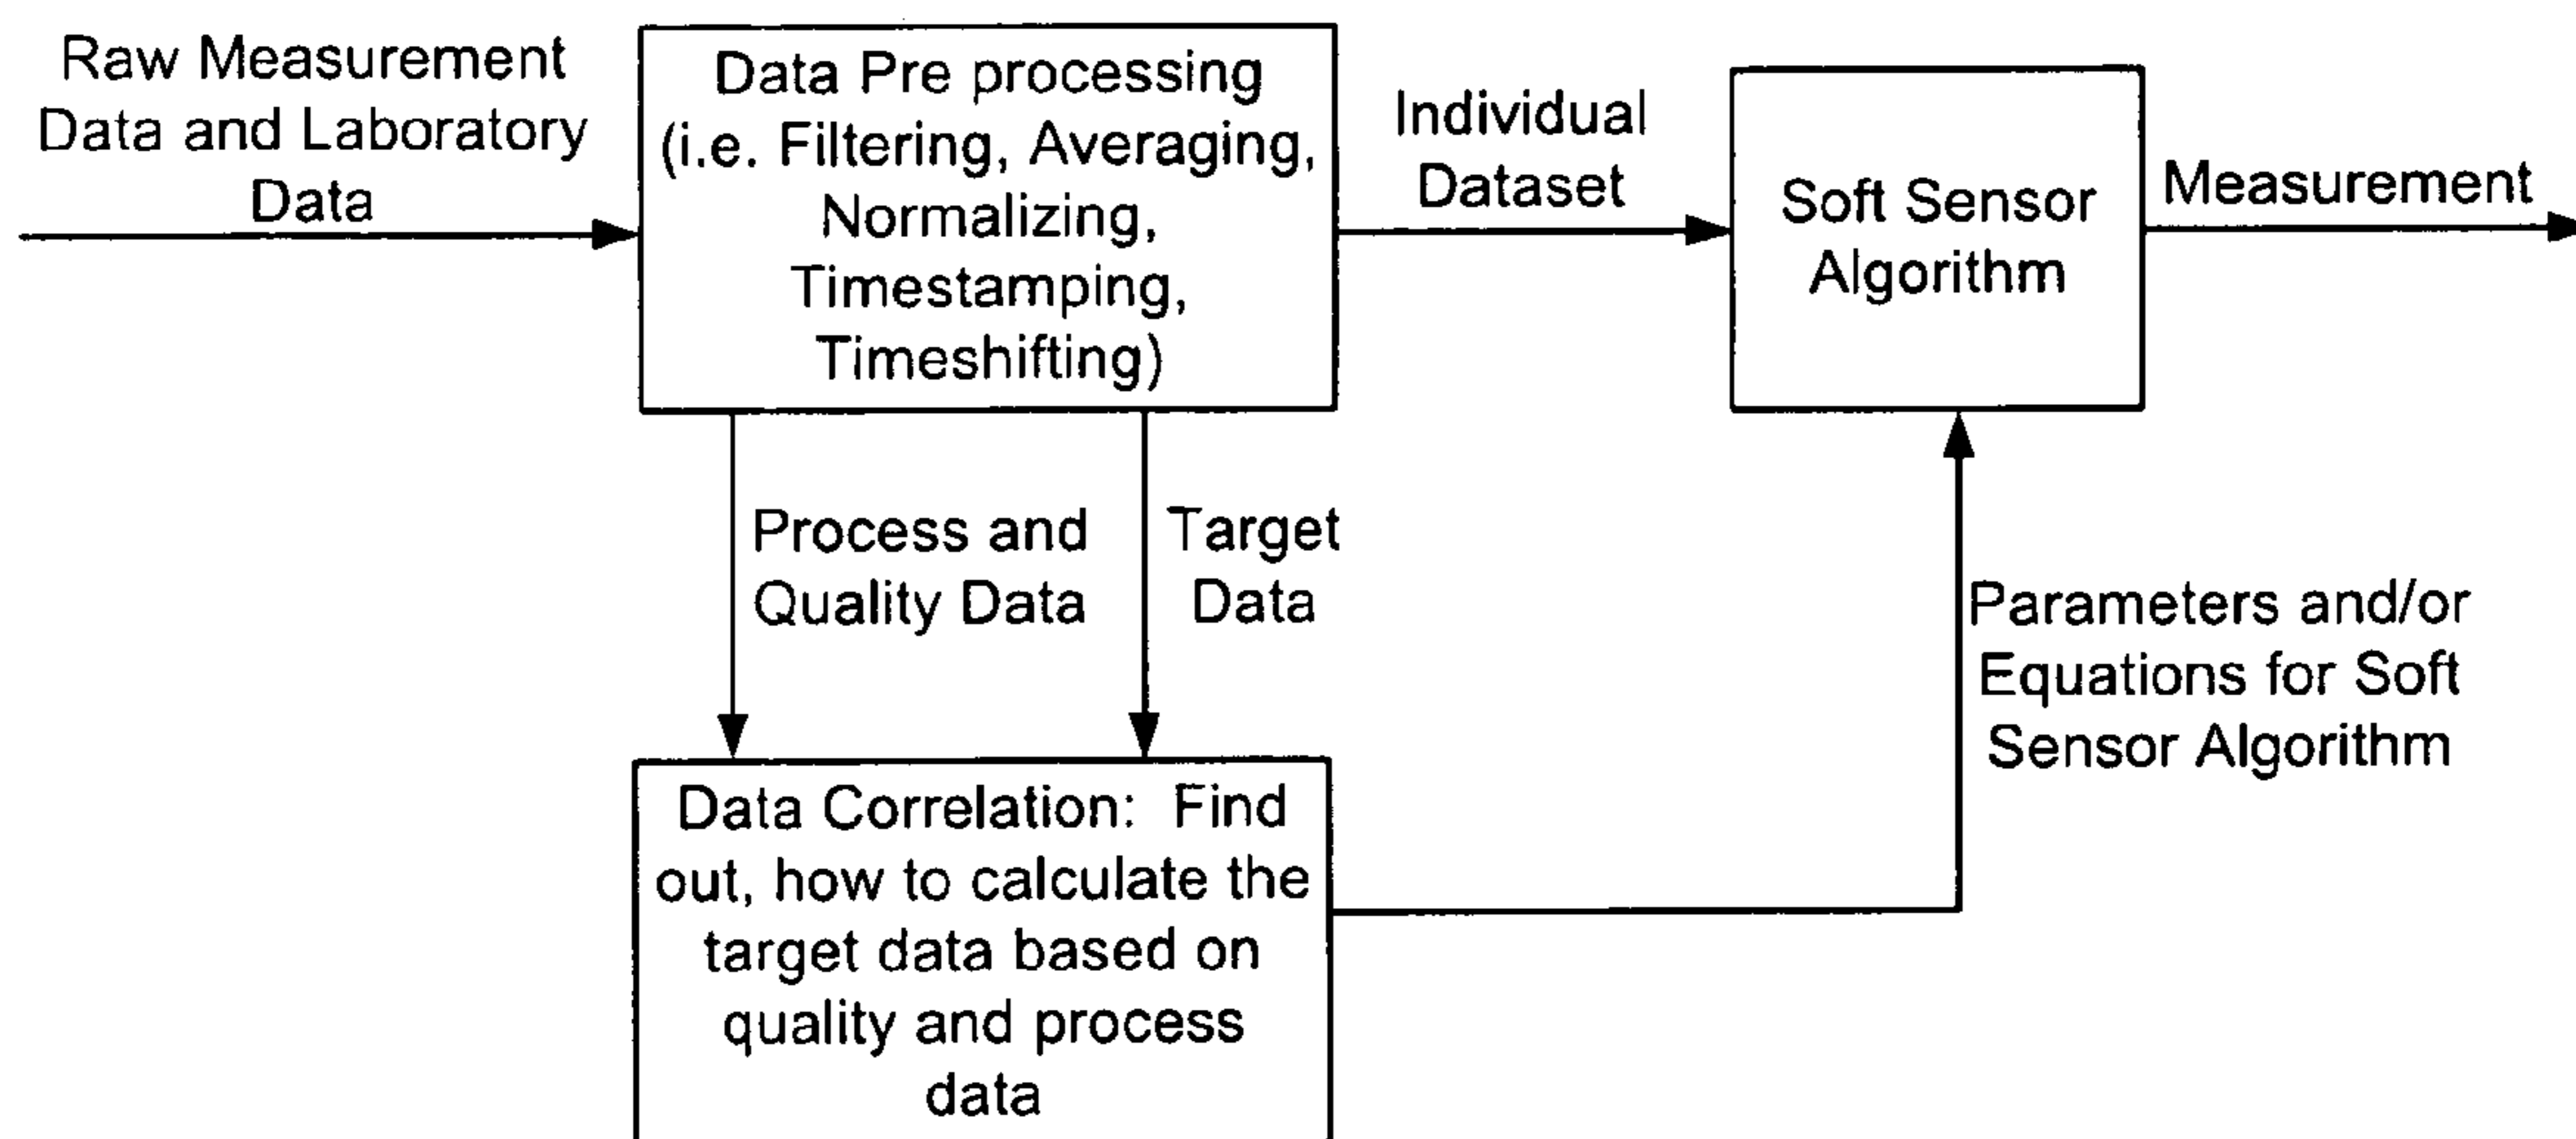 Raw Measurement
Data and Laboratory
Data
Data Pre processing
(i.e. Filtering, Averaging,
Normalizing,
Timestamping,
Timeshifting)
Individual
Dataset
Soft Sensor
Algorithm
Measurement
Process and
Quality Data
Target
Data
Parameters and/or
Equations for Soft
Sensor Algorithm
Data Correlation: Find
out, how to calculate the
target data based on
quality and process
data